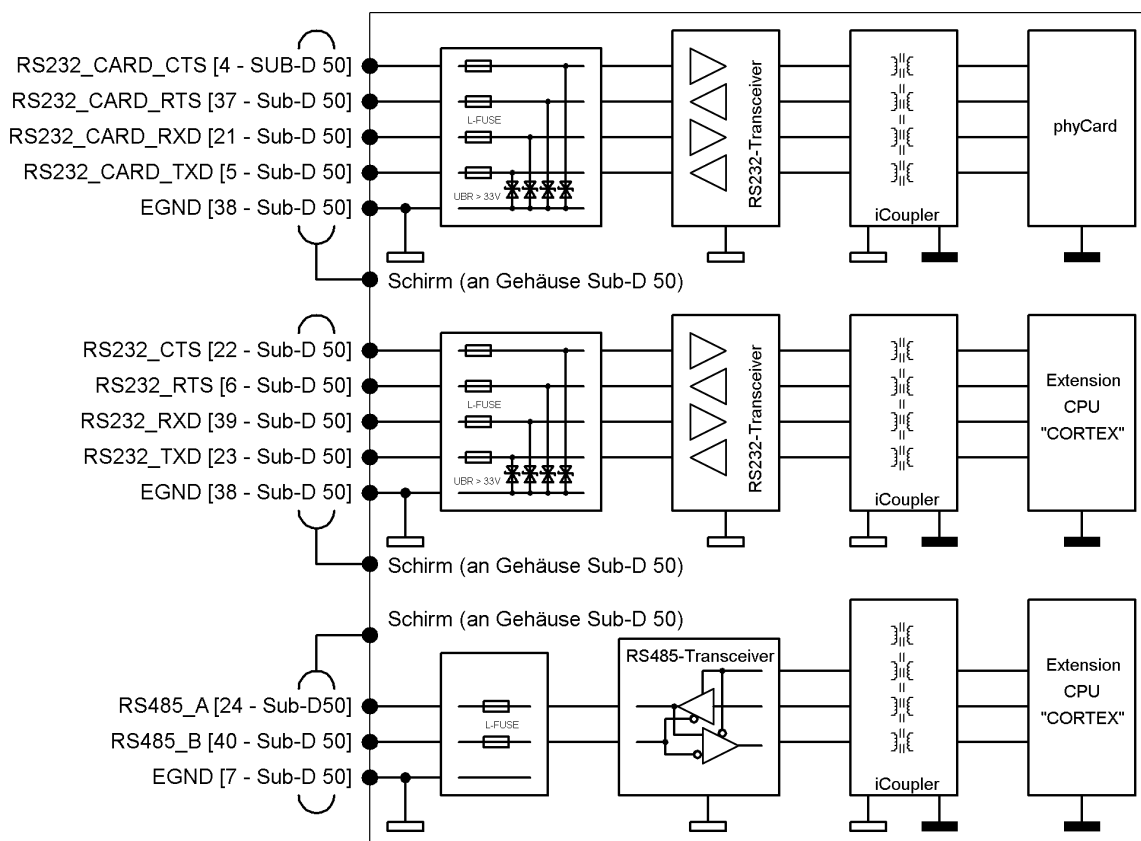 RS232_CARD_CTS [4 - SUB-D 50]
RS232_CARD_RTS [37 - Sub-D 50]
RS232_CARD_RXD [21 - Sub-D 50]
RS232_CARD_TXD [5 - Sub-D 50]
EGND [38 - Sub-D 50]
L-FUSE
UBR > 33V
RS232-Transceiver
iCoupler
phyCard
Schirm (an Gehäuse Sub-D 50)
RS232_CTS [22 - Sub-D 50]
RS232_RTS [6 - Sub-D 50]
RS232_RXD [39 - Sub-D 50]
RS232_TXD [23 - Sub-D 50]
EGND [38 - Sub-D 50]
L-FUSE
UBR > 33V
RS232-Transceiver
iCoupler
Extension
CPU
"CORTEX"
Schirm (an Gehäuse Sub-D 50)
Schirm (an Gehäuse Sub-D 50)
RS485_A [24 - Sub-D50]
RS485_B [40 - Sub-D 50]
EGND [7 - Sub-D 50]
L-FUSE
RS485-Transceiver
iCoupler
Extension
CPU
"CORTEX"